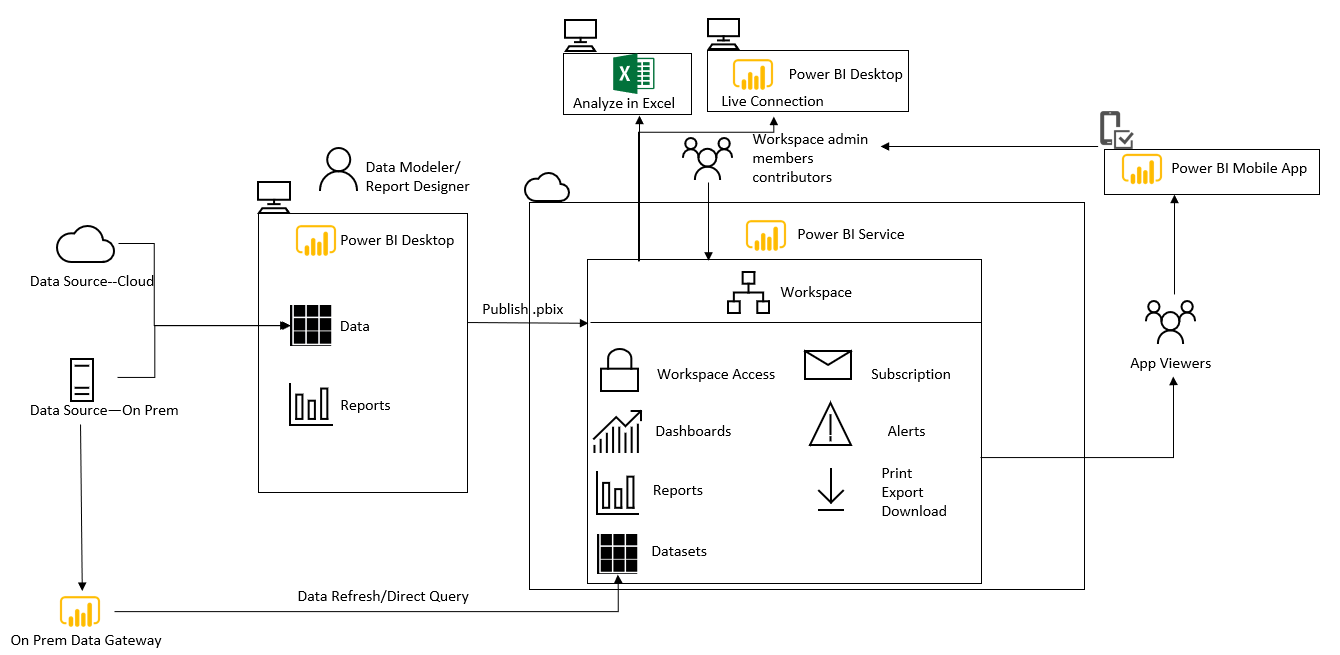 X
Analyze in Excel
Power BI Desktop
Live Connection
Workspace admin
members
contributors
Power BI Mobile App
Data Modeler/
Report Designer
Power BI Desktop
Data Source--Cloud
Data
Reports
Data Source—On Prem
Publish .pbix
Power BI Service
Workspace
Workspace Access
Subscription
Dashboards
Alerts
Reports
Print
Export
Download
Datasets
App Viewers
Data Refresh/Direct Query
On Prem Data Gateway